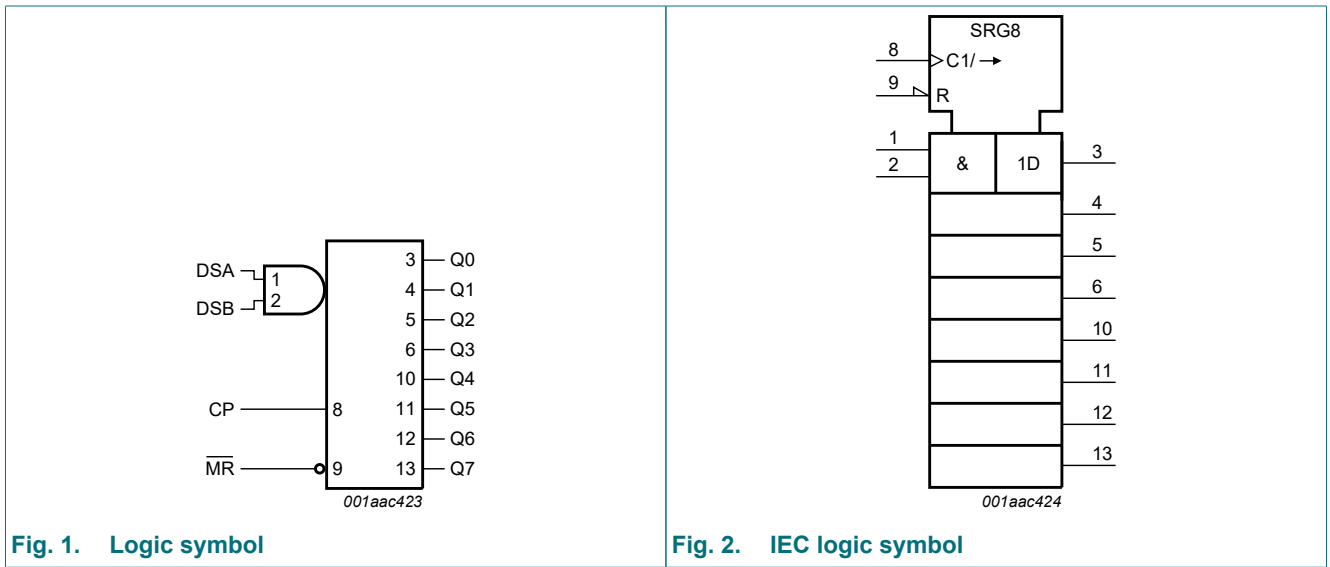 DSA
DSB
1
2
CP
8
MR
9
3 Q0
4 Q1
5 Q2
6 Q3
10 Q4
11 Q5
12 Q6
13 Q7
001aac423
Fig. 1. Logic symbol
SRG8
8
C1/ →
9
R
1
2
&
1D
3
4
5
6
10
11
12
13
001aac424
Fig. 2. IEC logic symbol